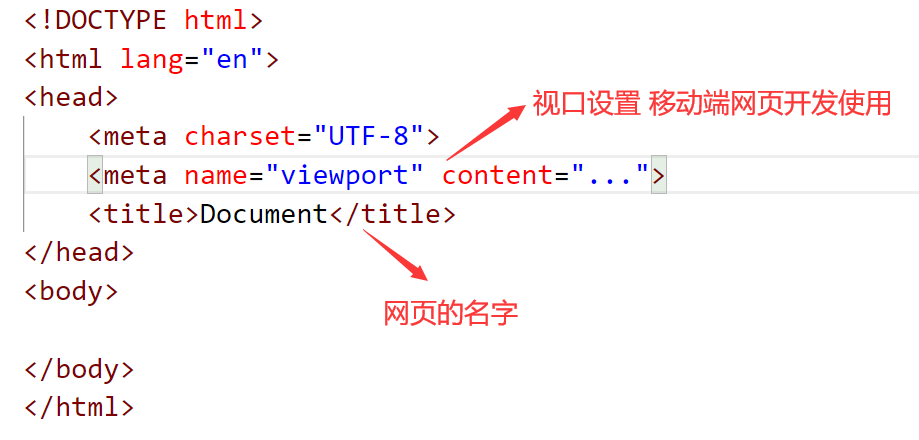 <!DOCTYPE html>
<html lang="en">
<head>
视口设置 移动端网页开发使用
<meta charset="UTF-8">
<meta name="viewport" content="...">
<title>Document</title>
</head>
<body>
网页的名字
</body>
</html>